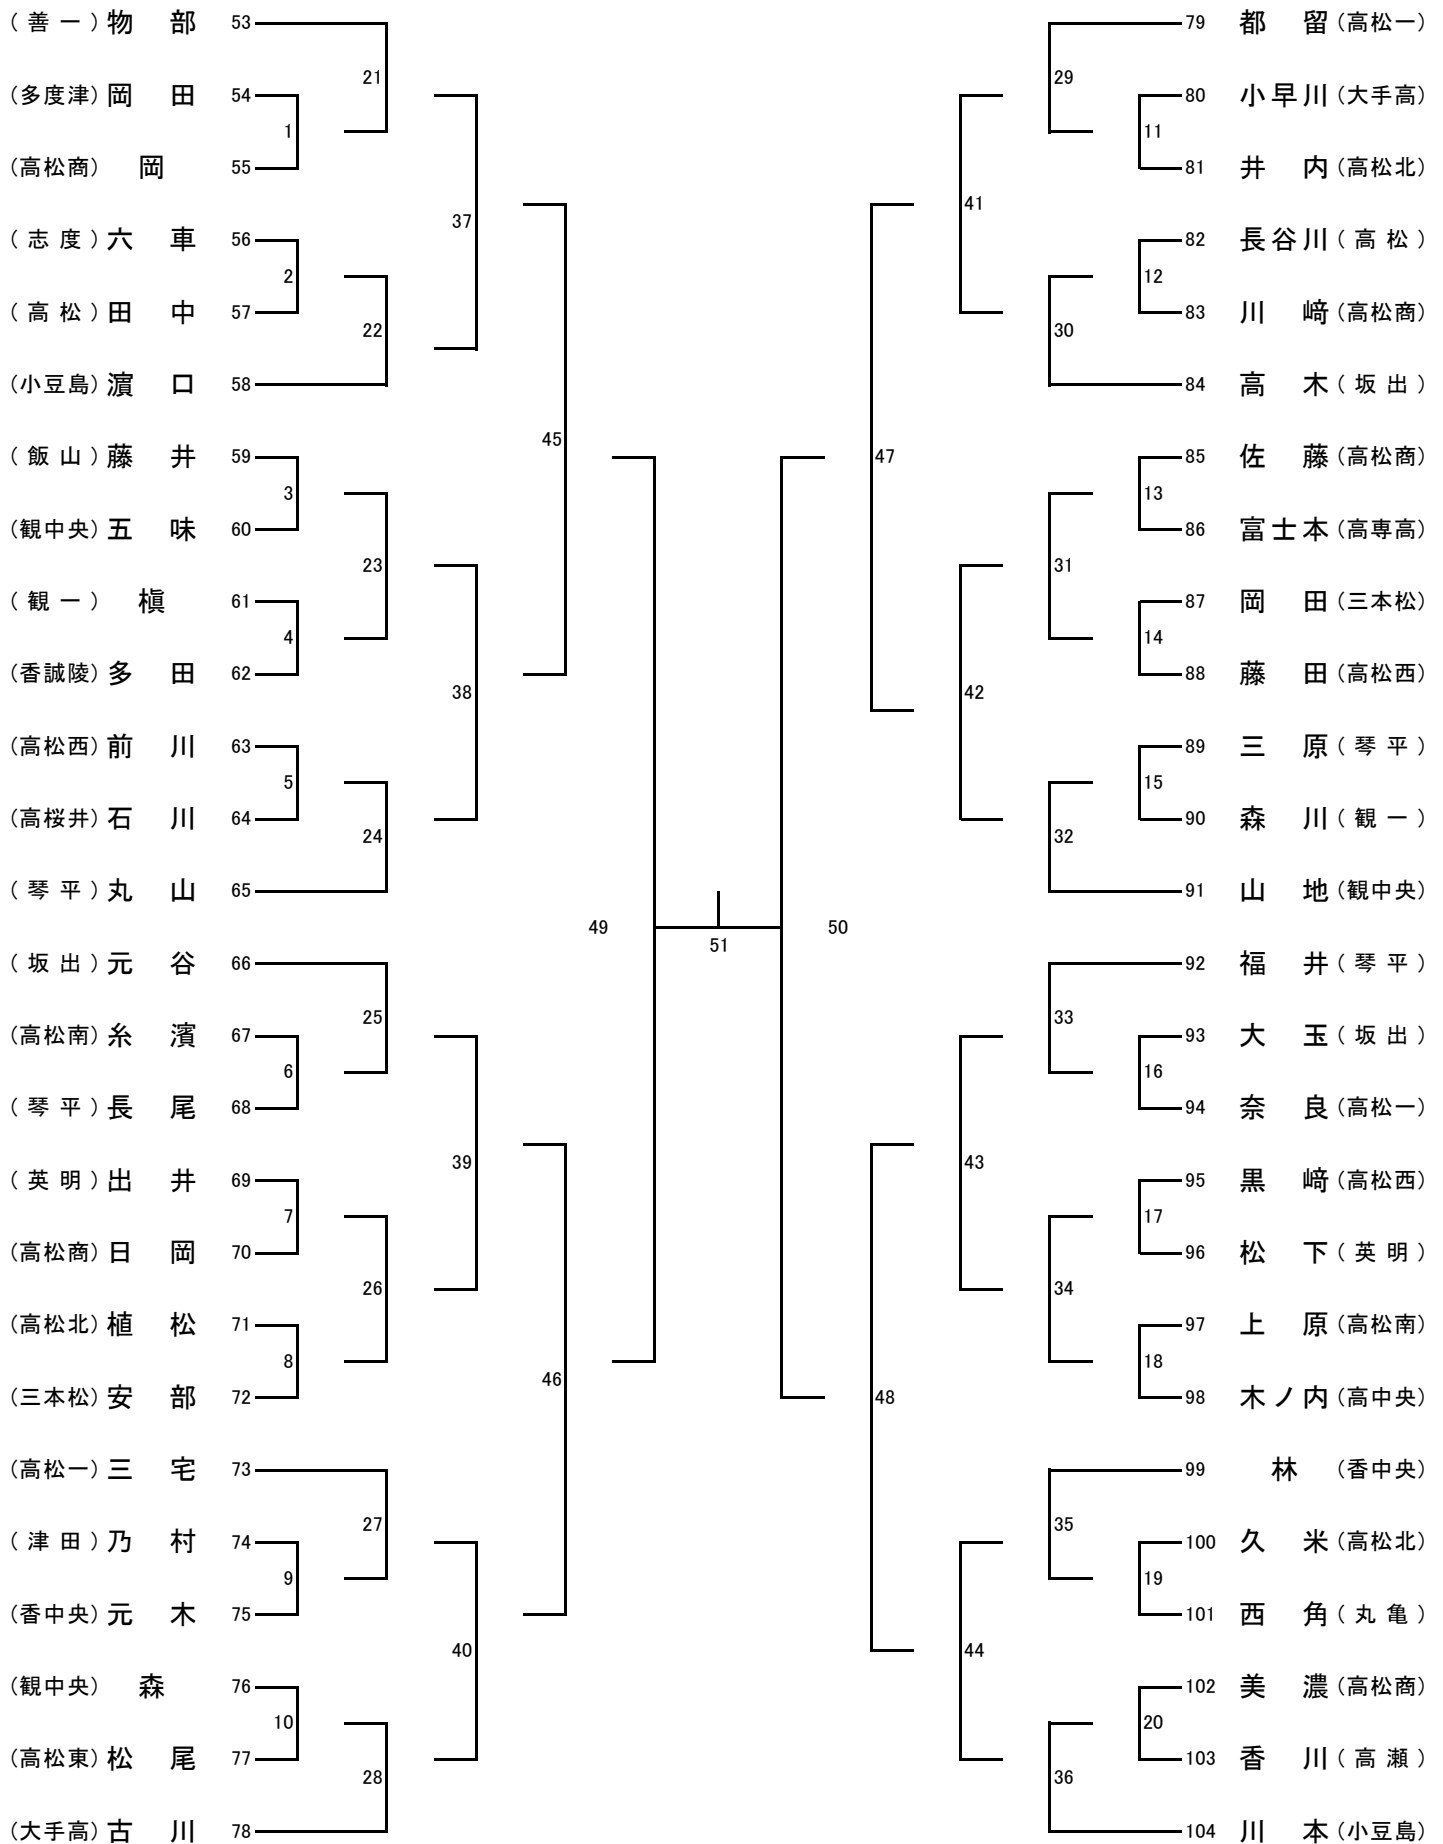 (善一) 物部 53
(多度津) 岡田 54
(高松商) 岡 55
(志度) 六車 56
(高松) 田中 57
(小豆島) 濵口 58
(飯山) 藤井 59
(観中央) 五味 60
(観一) 槇 61
(香誠陵) 多田 62
(高松西) 前川 63
(高桜井) 石川 64
(琴平) 丸山 65
(坂出) 元谷 66
(高松南) 糸濱 67
(琴平) 長尾 68
(英明) 出井 69
(高松商) 日岡 70
(高松北) 植松 71
(三本松) 安部 72
(高松一) 三宅 73
(津田) 乃村 74
(香中央) 元木 75
(観中央) 森 76
(高松東) 松尾 77
(大手高) 古川 78
1
2
3
4
5
6
7
8
9
10
21
22
23
24
25
26
27
28
37
38
39
40
45
46
49
51
50
47
48
41
42
43
44
29
30
31
32
33
34
35
36
11
12
13
14
15
16
17
18
19
20
79 都留 (高松一)
80 小早川 (大手高)
81 井内 (高松北)
82 長谷川 (高松)
83 川﨑 (高松商)
84 高木 (坂出)
85 佐藤 (高松商)
86 富士本 (高専高)
87 岡田 (三本松)
88 藤田 (高松西)
89 三原 (琴平)
90 森川 (観一)
91 山地 (観中央)
92 福井 (琴平)
93 大玉 (坂出)
94 奈良 (高松一)
95 黒﨑 (高松西)
96 松下 (英明)
97 上原 (高松南)
98 木ノ内 (高中央)
99 林 (香中央)
100 久米 (高松北)
101 西角 (丸亀)
102 美濃 (高松商)
103 香川 (高瀬)
104 川本 (小豆島)